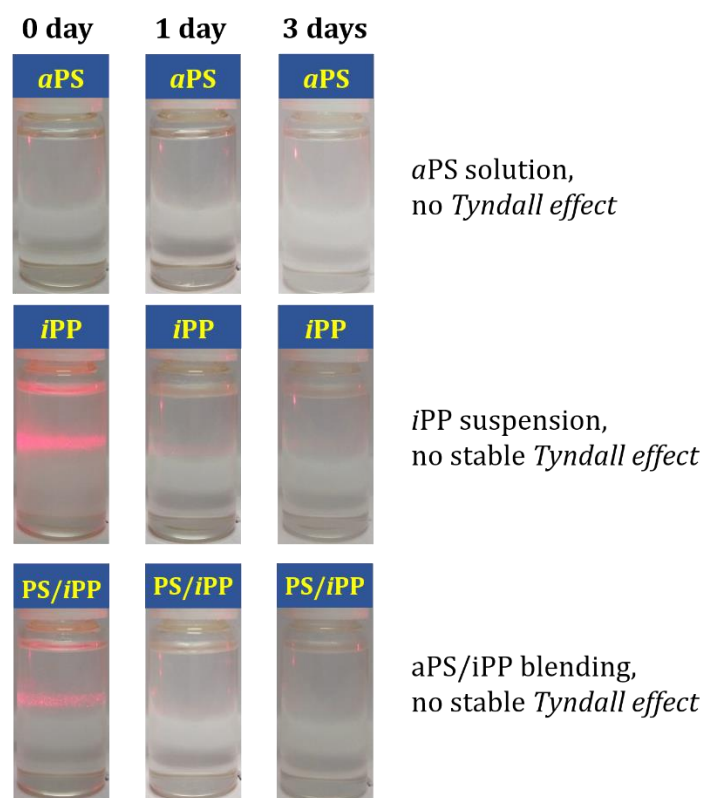 0 day 1 day 3 days
aPS aPS aPS
aPS solution,
no Tyndall effect
iPP iPP iPP
iPP suspension,
no stable Tyndall effect
PS/iPP PS/iPP PS/iPP
aPS/iPP blending,
no stable Tyndall effect